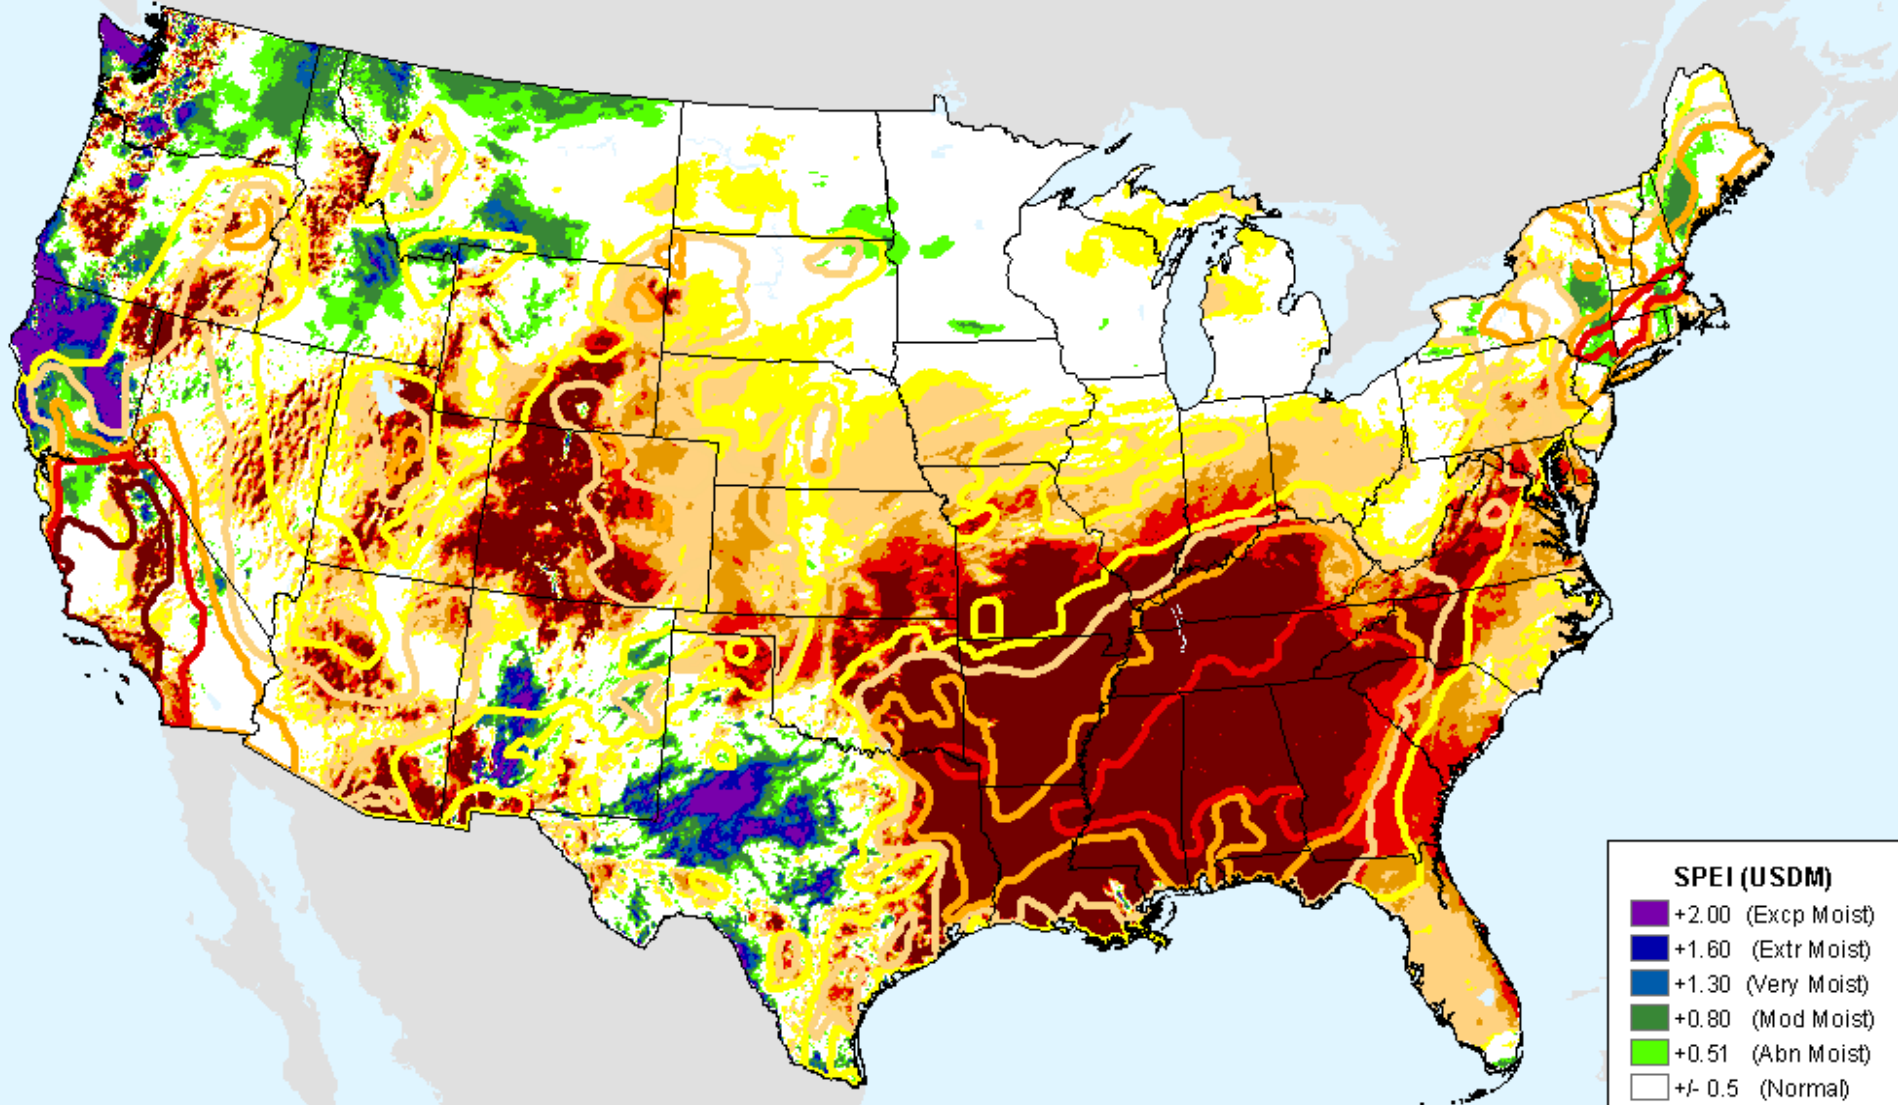 SPEI (USDM)
+2.00 (Excp Moist)
+1.60 (Extr Moist)
+1.30 (Very Moist)
+0.80 (Mod Moist)
+0.51 (Abn Moist)
+/- 0.5 (Normal)